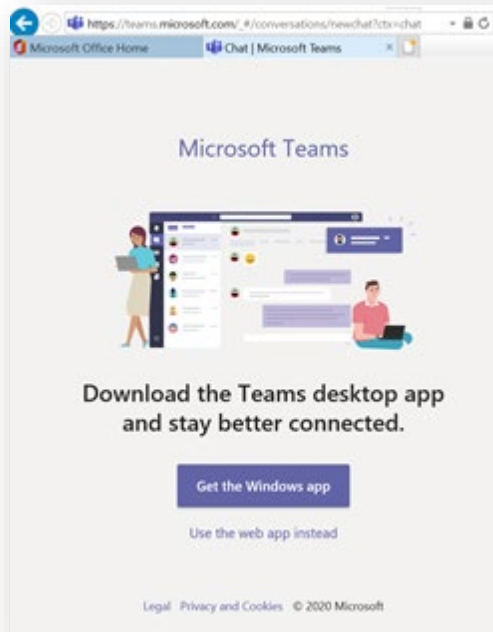 https://teams.microsoft.com/_#/conversations/newchat?ctx=chat
Microsoft Office Home
Chat | Microsoft Teams
Microsoft Teams
Download the Teams desktop app
and stay better connected.
Get the Windows app
Use the web app instead
Legal Privacy and Cookies © 2020 Microsoft